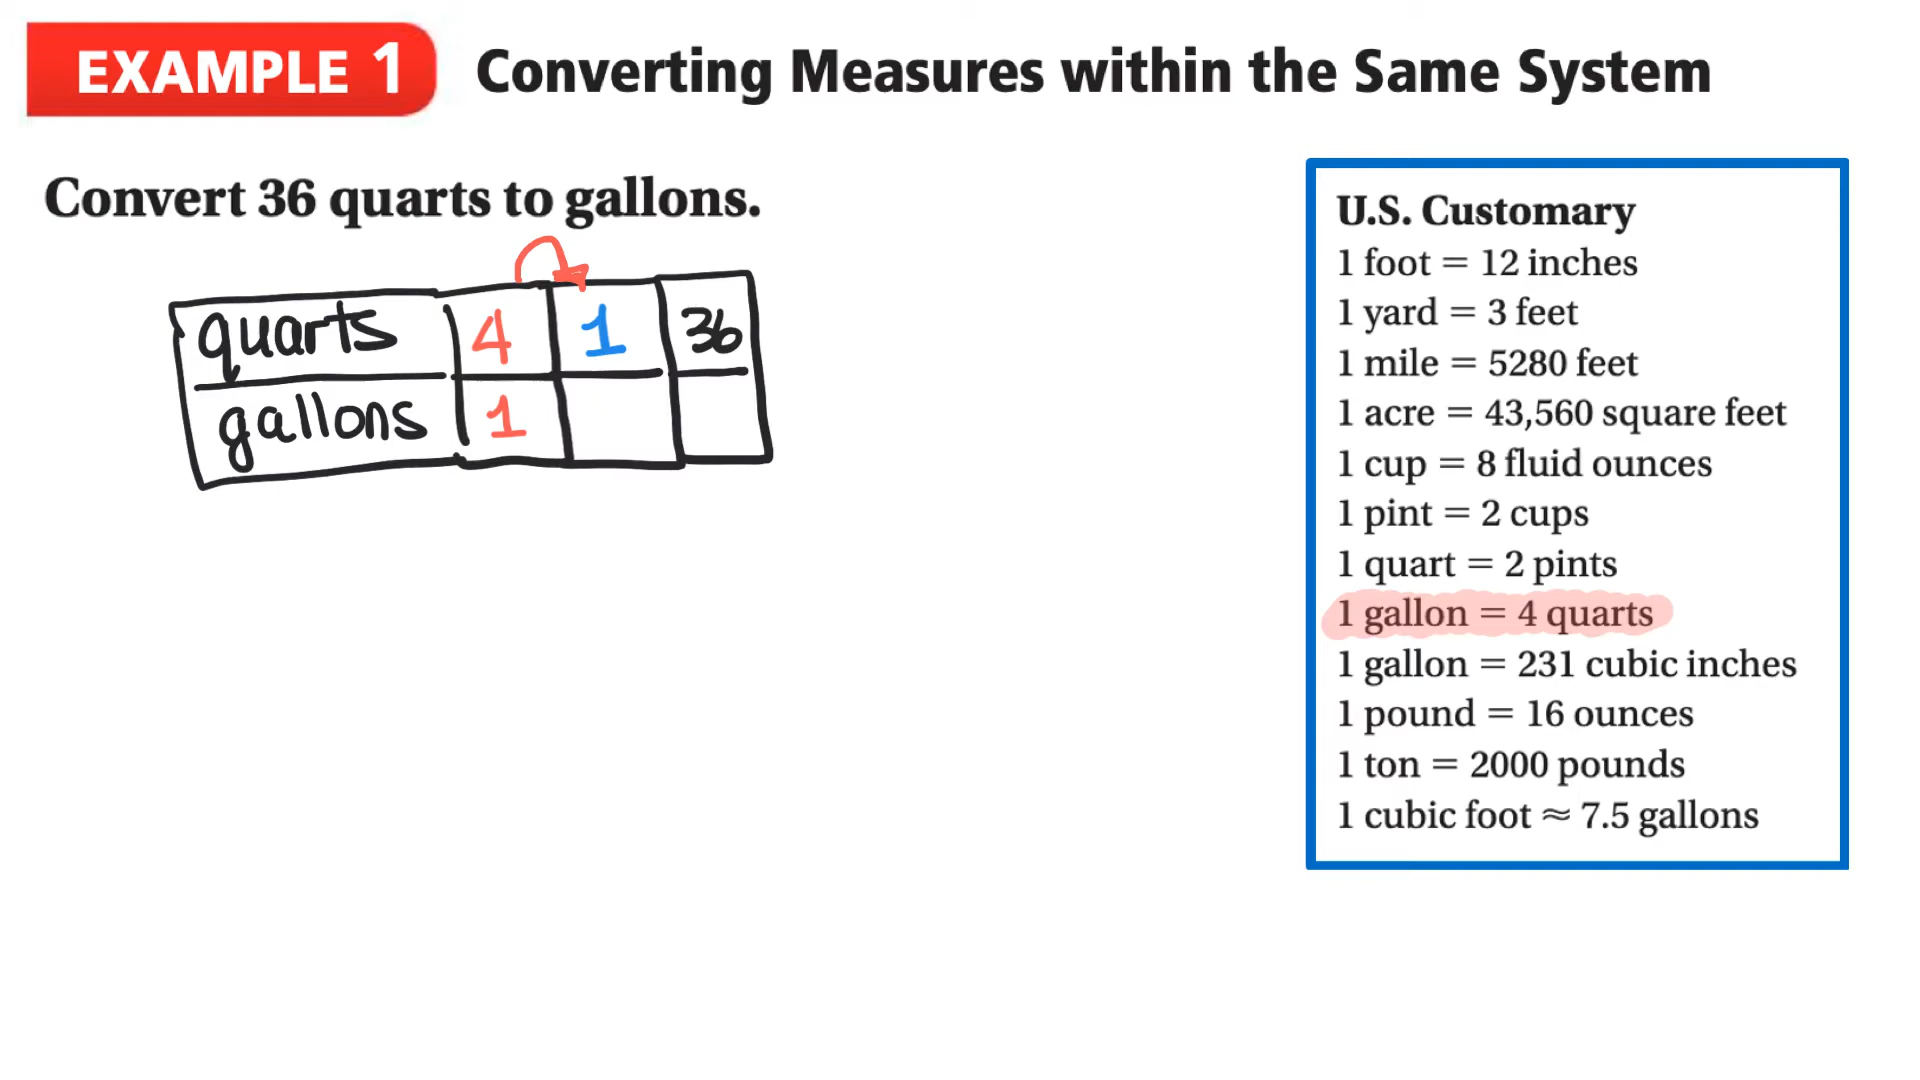 EXAMPLE 1 Converting Measures within the Same System
Convert 36 quarts to gallons.
quarts 4 1 36
gallons 1
U.S. Customary
1 foot = 12 inches
1 yard = 3 feet
1 mile = 5280 feet
1 acre = 43,560 square feet
1 cup = 8 fluid ounces
1 pint = 2 cups
1 quart = 2 pints
1 gallon = 4 quarts
1 gallon = 231 cubic inches
1 pound = 16 ounces
1 ton = 2000 pounds
1 cubic foot ≈ 7.5 gallons